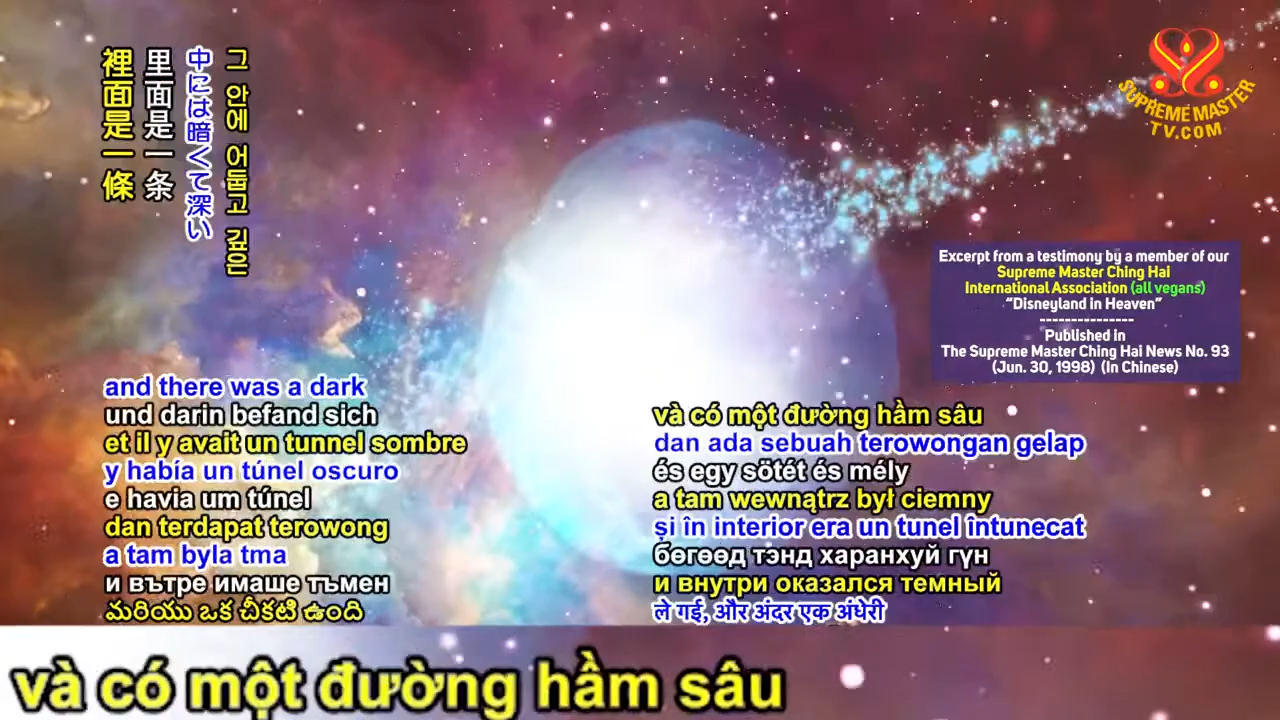 裡面是一條
里面是一条
中には暗くて深い
그 안에 어둡고 깊은
SUPREME MASTER
TV.COM
Excerpt from a testimony by a member of our
Supreme Master Ching Hai
International Association (all vegans)
“Disneyland in Heaven”
---------------
Published in
The Supreme Master Ching Hai News No. 93
(Jun. 30, 1998) (In Chinese)
and there was a dark
und darin befand sich
et il y avait un tunnel sombre
y había un túnel oscuro
e havia um túnel
dan terdapat terowong
a tam byla tma
и вътре имаше тъмен
మరియు ఒక చీకటి ఉంది
và có một đường hầm sâu
dan ada sebuah terowongan gelap
és egy sötét és mély
a tam wewnątrz był ciemny
și în interior era un tunel întunecat
бөгөөд тэнд харанхуй гүн
и внутри оказался темный
ले गई, और अंदर एक अंधेरी
và có một đường hầm sâu